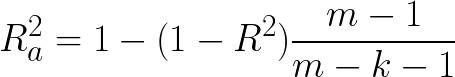 R_a^2 = 1 - (1 - R^2)\frac{m - 1}{m - k - 1}